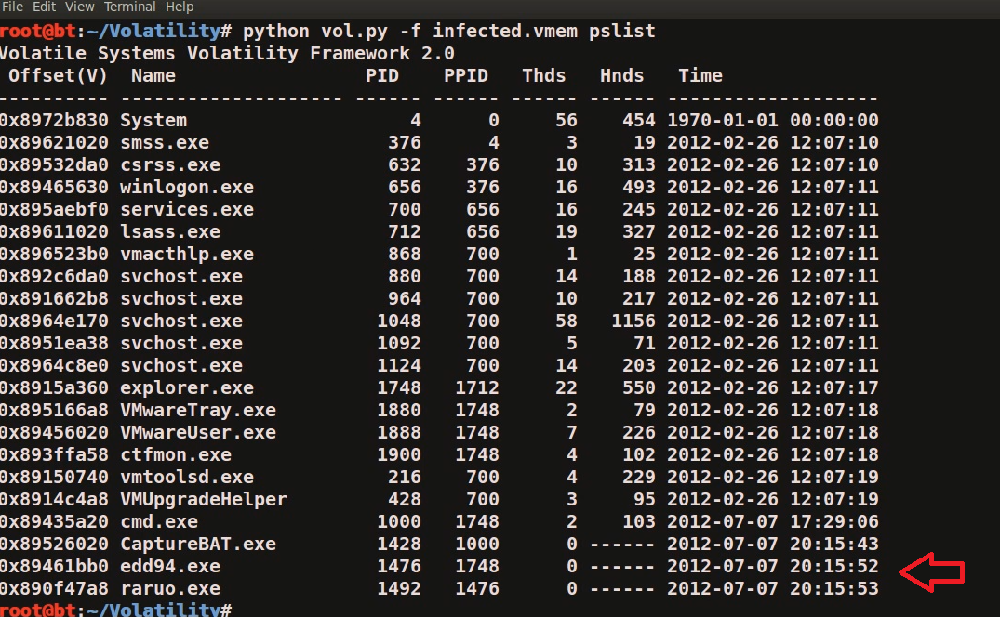 File Edit View Terminal Help
root@bt:~/Volatility# python vol.py -f infected.vmem pslist
Volatile Systems Volatility Framework 2.0
Offset(V) Name PID PPID Thds Hnds Time
---------- -------------------- ------ ------ ------ ------ -------------------
0x8972b830 System 4 0 56 454 1970-01-01 00:00:00
0x89621020 smss.exe 376 4 3 19 2012-02-26 12:07:10
0x89532da0 csrss.exe 632 376 10 313 2012-02-26 12:07:10
0x89465630 winlogon.exe 656 376 16 493 2012-02-26 12:07:11
0x895aebf0 services.exe 700 656 16 245 2012-02-26 12:07:11
0x89611020 lsass.exe 712 656 19 327 2012-02-26 12:07:11
0x896523b0 vmacthlp.exe 868 700 1 25 2012-02-26 12:07:11
0x892c6da0 svchost.exe 880 700 14 188 2012-02-26 12:07:11
0x891662b8 svchost.exe 964 700 10 217 2012-02-26 12:07:11
0x8964e170 svchost.exe 1048 700 58 1156 2012-02-26 12:07:11
0x8951ea38 svchost.exe 1092 700 5 71 2012-02-26 12:07:11
0x8964c8e0 svchost.exe 1124 700 14 203 2012-02-26 12:07:11
0x8915a360 explorer.exe 1748 1712 22 550 2012-02-26 12:07:17
0x895166a8 VMwareTray.exe 1880 1748 2 79 2012-02-26 12:07:18
0x89456020 VMwareUser.exe 1888 1748 7 226 2012-02-26 12:07:18
0x893ffa58 ctfmon.exe 1900 1748 4 102 2012-02-26 12:07:18
0x89150740 vmtoolsd.exe 216 700 4 229 2012-02-26 12:07:19
0x8914c4a8 VMUpgradeHelper 428 700 3 95 2012-02-26 12:07:19
0x89435a20 cmd.exe 1000 1748 2 103 2012-07-07 17:29:06
0x89526020 CaptureBAT.exe 1428 1000 0 ------ 2012-07-07 20:15:43
0x89461bb0 edd94.exe 1476 1748 0 ------ 2012-07-07 20:15:52
0x890f47a8 raruo.exe 1492 1476 0 ------ 2012-07-07 20:15:53
root@bt:~/Volatility#